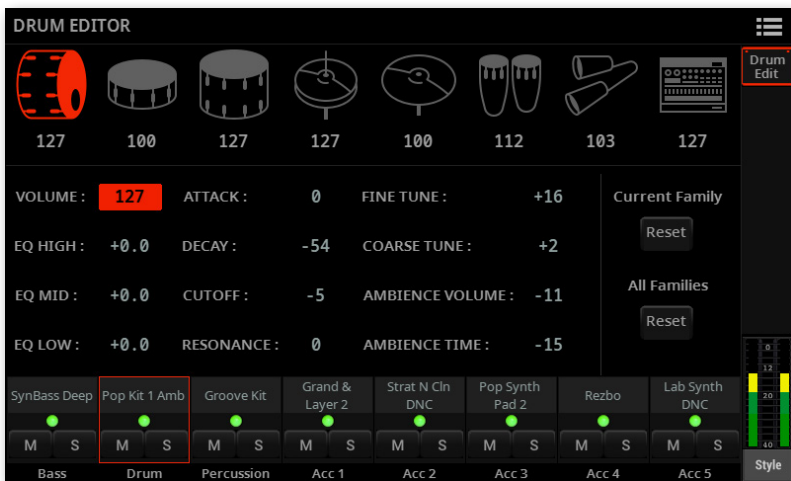 DRUM EDITOR
Drum
Edit
127 100 127 127 100 112 103 127
VOLUME : 127 ATTACK : 0 FINE TUNE : +16 Current Family
Reset
EQ HIGH : +0.0 DECAY : -54 COARSE TUNE : +2
EQ MID : +0.0 CUTOFF : -5 AMBIENCE VOLUME : -11 All Families
Reset
EQ LOW : +0.0 RESONANCE : 0 AMBIENCE TIME : -15
0
12
20
40
SynBass Deep
Pop Kit 1 Amb
Groove Kit
Grand &
Layer 2
Strat N Cln
DNC
Pop Synth
Pad 2
Rezbo
Lab Synth
DNC
M S M S M S M S M S M S M S M S
Bass Drum Percussion Acc 1 Acc 2 Acc 3 Acc 4 Acc 5
Style